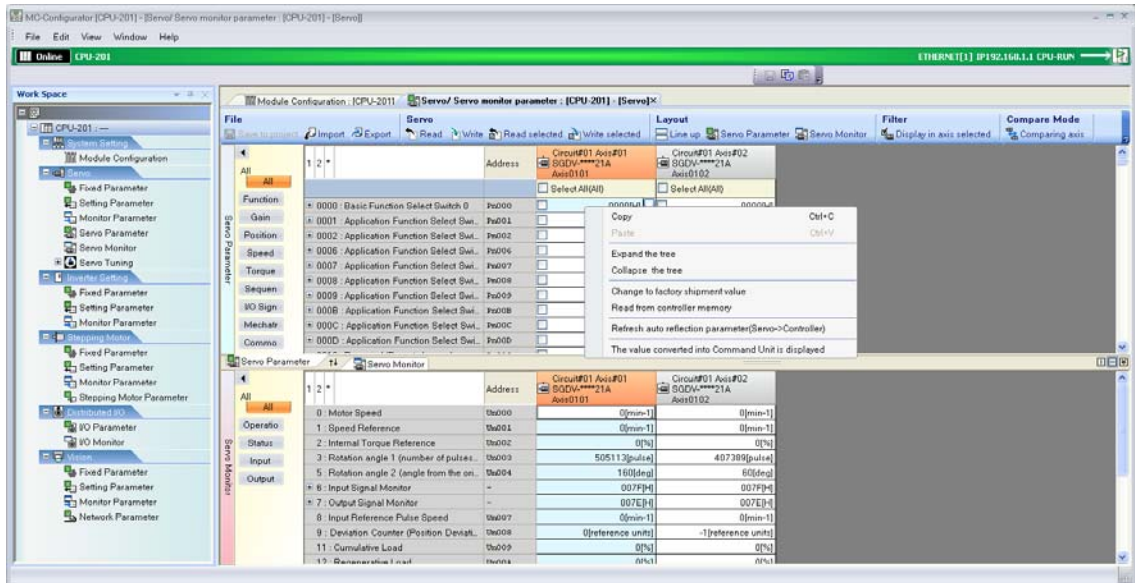 MC-Configurator [CPU-201] - [Servo/ Servo monitor parameter : [CPU-201] - [Servo]]
File Edit View Window Help
Online CPU-201 ETHERNET[1] IP192.168.1.1 CPU-RUN
Work Space
CPU-201 : ---
System Setting
Module Configuration
Servo
Fixed Parameter
Setting Parameter
Monitor Parameter
Servo Parameter
Servo Monitor
Servo Tuning
Inverter Setting
Fixed Parameter
Setting Parameter
Monitor Parameter
Stepping Motor
Fixed Parameter
Setting Parameter
Monitor Parameter
Stepping Motor Parameter
Distributed I/O
I/O Parameter
I/O Monitor
Vision
Fixed Parameter
Setting Parameter
Monitor Parameter
Network Parameter
Module Configuration : [CPU-201] Servo/ Servo monitor parameter : [CPU-201] - [Servo]×
File Servo Layout Filter Compare Mode
Save to project Import Export Read Write Read selected Write selected Line up Servo Parameter Servo Monitor Display in axis selected Comparing axis
Servo Parameter
All
All
Function
Gain
Position
Speed
Torque
Sequen
I/O Sign
Mechatr
Commo
1 2 * Address Circuit#01 Axis#01 Circuit#01 Axis#02
SGDV-****21A SGDV-****21A
Axis0101 Axis0102
Select All(All) Select All(All)
0000 : Basic Function Select Switch 0 Pn000 0000[H] 0000[H]
0001 : Application Function Select Swi... Pn001
0002 : Application Function Select Swi... Pn002
0006 : Application Function Select Swi... Pn006
0007 : Application Function Select Swi... Pn007
0008 : Application Function Select Swi... Pn008
0009 : Application Function Select Swi... Pn009
000B : Application Function Select Swi... Pn00B
000C : Application Function Select Swi... Pn00C
000D : Application Function Select Swi... Pn00D
Copy Ctrl+C
Paste Ctrl+V
Expand the tree
Collapse the tree
Change to factory shipment value
Read from controller memory
Refresh auto reflection parameter(Servo->Controller)
The value converted into Command Unit is displayed
Servo Parameter Servo Monitor
Servo Monitor
All
All
Operatio
Status
Input
Output
1 2 * Address Circuit#01 Axis#01 Circuit#01 Axis#02
SGDV-****21A SGDV-****21A
Axis0101 Axis0102
0 : Motor Speed Un000 0[min-1] 0[min-1]
1 : Speed Reference Un001 0[min-1] 0[min-1]
2 : Internal Torque Reference Un002 0[%] 0[%]
3 : Rotation angle 1 (number of pulses... Un003 505113[pulse] 407389[pulse]
5 : Rotation angle 2 (angle from the ori... Un004 160[deg] 60[deg]
6 : Input Signal Monitor - 007F[H] 007F[H]
7 : Output Signal Monitor - 007E[H] 007E[H]
8 : Input Reference Pulse Speed Un007 0[min-1] 0[min-1]
9 : Deviation Counter (Position Deviati... Un008 0[reference units] -1[reference units]
11 : Cumulative Load Un009 0[%] 0[%]
12 : Regenerative Load Un00A 0[%] 0[%]